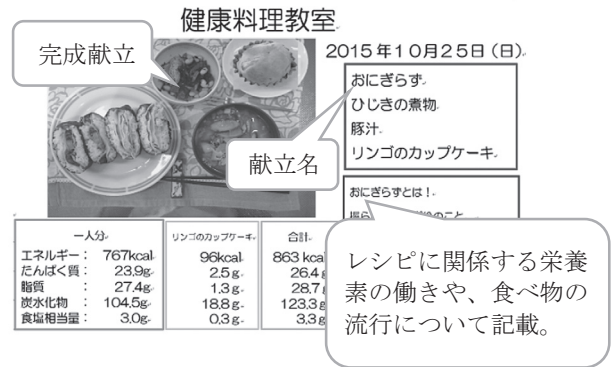 健康料理教室
完成献立
2015年10月25日（日）
おにぎらず
ひじきの煮物
豚汁
リンゴのカップケーキ
献立名
おにぎらずとは！
一人分
エネルギー： 767kcal
たんぱく質： 23.9g
脂質 ： 27.4g
炭水化物 ： 104.5g
食塩相当量： 3.0g
リンゴのカップケーキ
96kcal
2.5g
1.3g
18.8g
0.3g
合計
863 kcal
26.4
28.7
123.3
3.3g
レシピに関係する栄養
素の働きや、食べ物の
流行について記載。